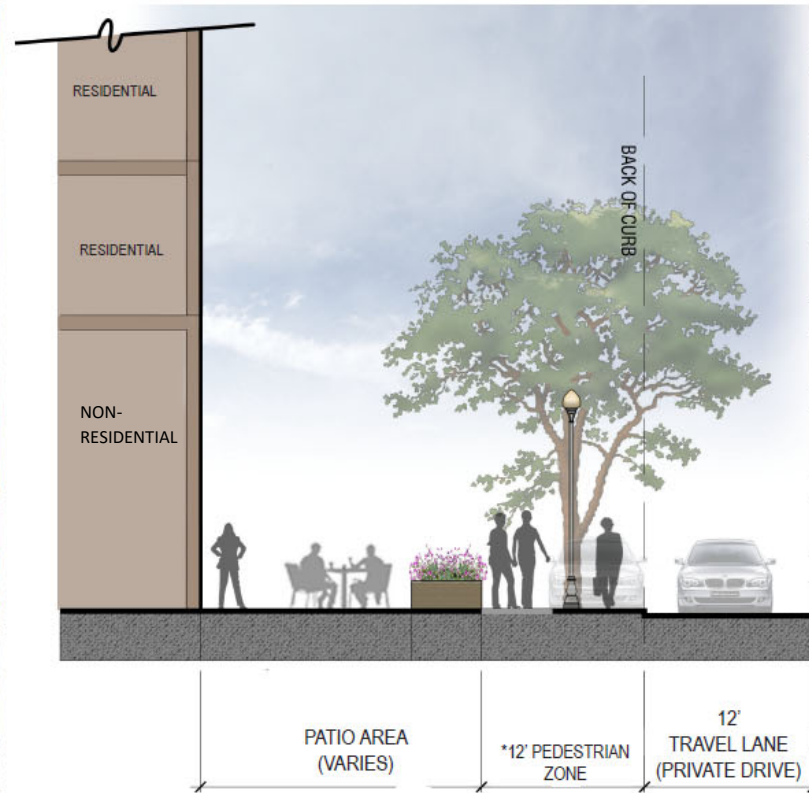 RESIDENTIAL
BACK OF CURB
RESIDENTIAL
NON-
RESIDENTIAL
PATIO AREA
(VARIES)
*12' PEDESTRIAN
ZONE
12'
TRAVEL LANE
(PRIVATE DRIVE)